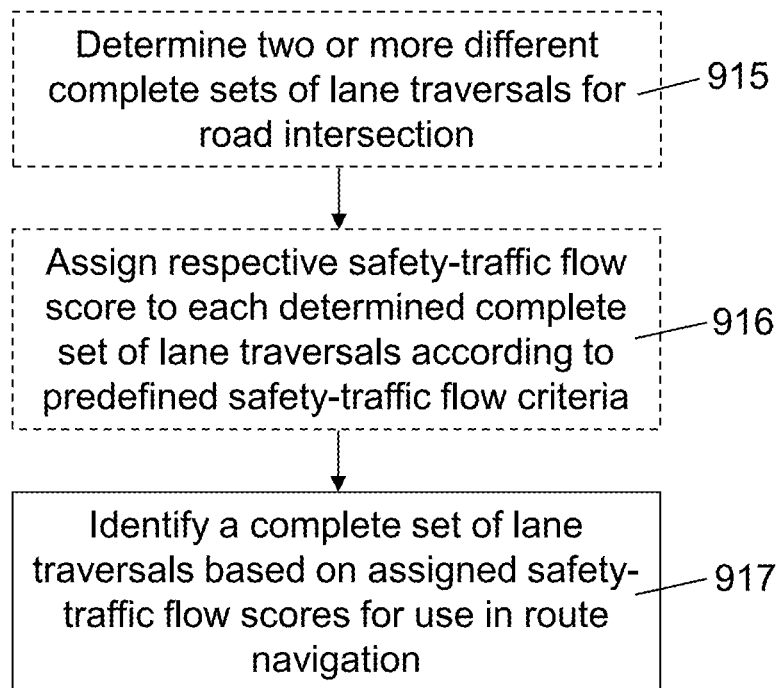 Determine two or more different
complete sets of lane traversals for
road intersection
915
Assign respective safety-traffic flow
score to each determined complete
set of lane traversals according to
predefined safety-traffic flow criteria
916
Identify a complete set of lane
traversals based on assigned safety-
traffic flow scores for use in route
navigation
917